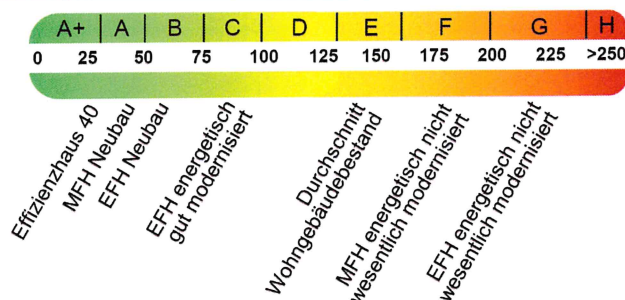 A+ A B C D E F G H
0 25 50 75 100 125 150 175 200 225 >250
Effizienzhaus 40
MFH Neubau
EFH Neubau
EFH energetisch
gut modernisiert
Durchschnitt
Wohngebäudebestand
MFH energetisch nicht
wesentlich modernisiert
EFH energetisch nicht
wesentlich modernisiert